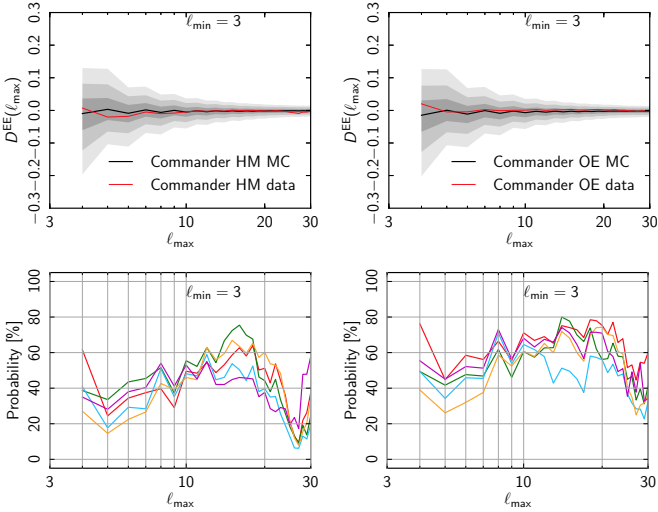 ℓmin = 3
D^EE(ℓmax)
0.3
0.2
0.1
0.0
−0.1
−0.2
−0.3
Commander HM MC
Commander HM data
3 10 20 30
ℓmax
ℓmin = 3
D^EE(ℓmax)
0.3
0.2
0.1
0.0
−0.1
−0.2
−0.3
Commander OE MC
Commander OE data
3 10 20 30
ℓmax
ℓmin = 3
Probability [%]
100
80
60
40
20
0
3 10 20 30
ℓmax
ℓmin = 3
Probability [%]
100
80
60
40
20
0
3 10 20 30
ℓmax